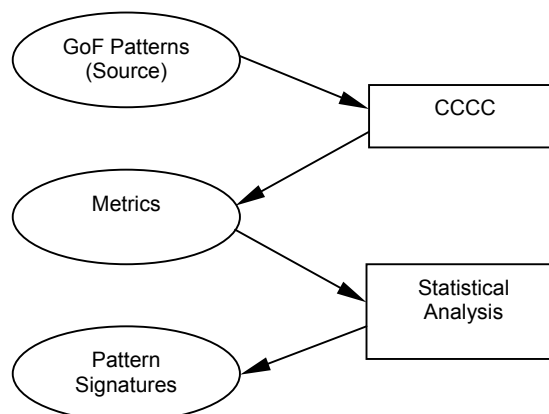 GoF Patterns
(Source)
CCCC
Metrics
Statistical
Analysis
Pattern
Signatures